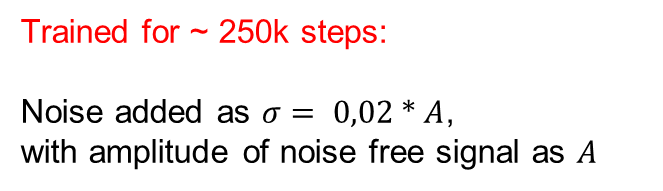 Trained for ~ 250k steps:
Noise added as σ = 0,02 * A,
with amplitude of noise free signal as A